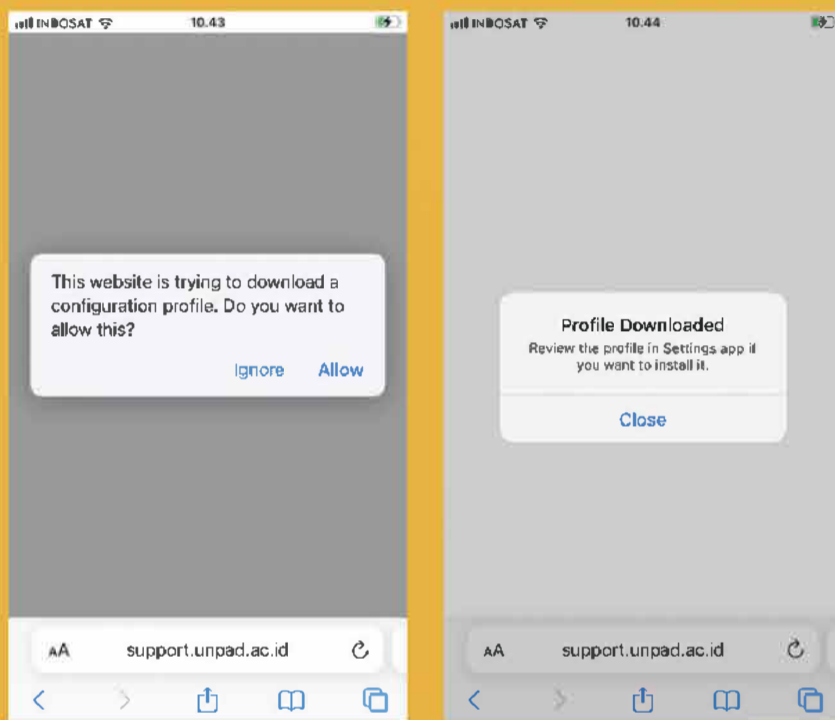 INDOSAT
10.43
This website is trying to download a
configuration profile. Do you want to
allow this?
Ignore Allow
AA support.unpad.ac.id
INDOSAT
10.44
Profile Downloaded
Review the profile in Settings app if
you want to install it.
Close
AA support.unpad.ac.id